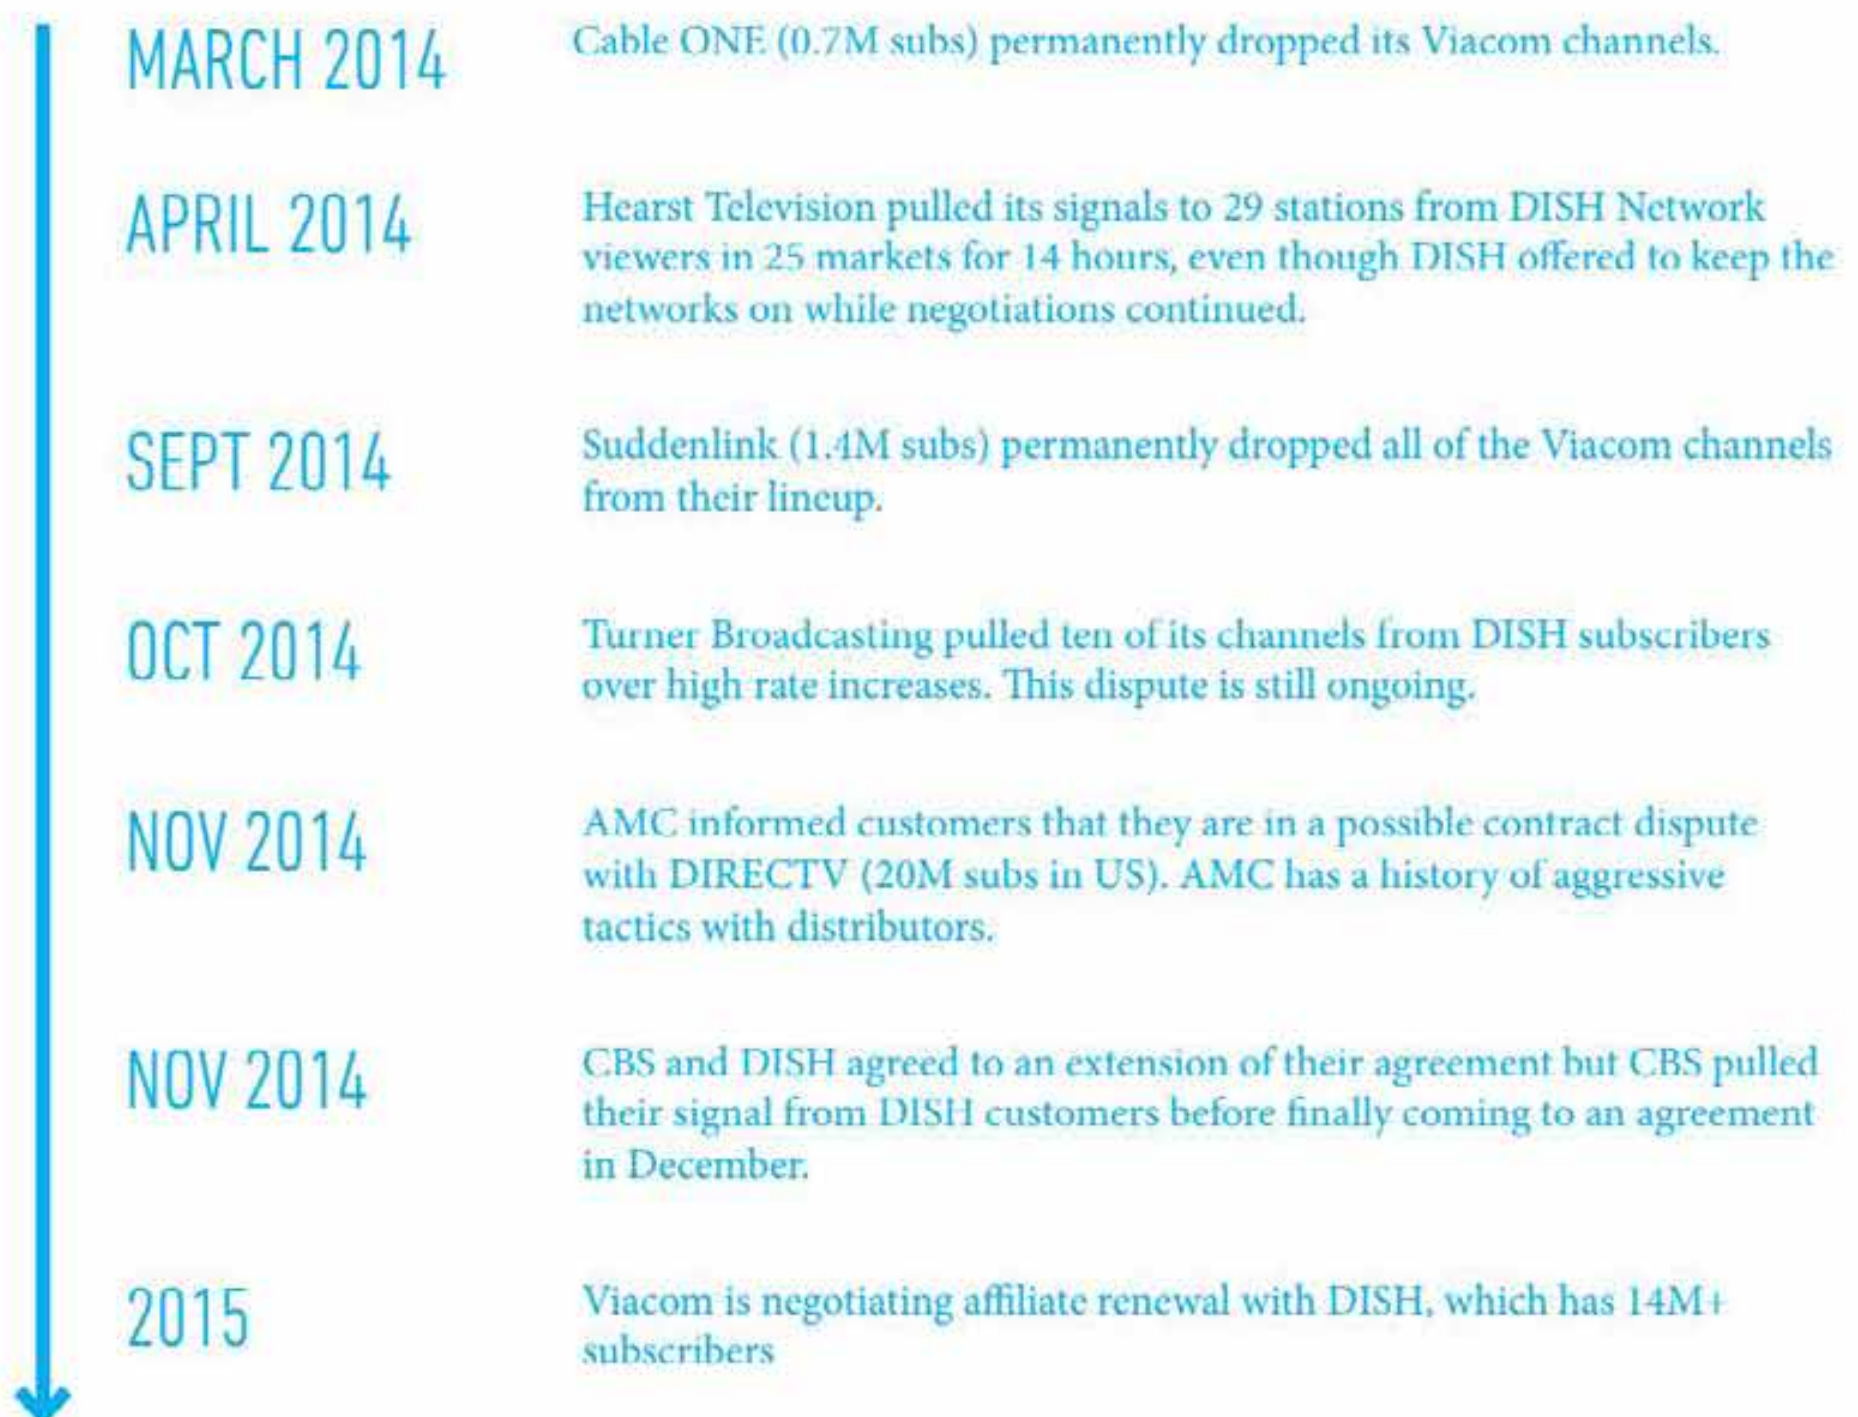 MARCH 2014
Cable ONE (0.7M subs) permanently dropped its Viacom channels.
APRIL 2014
Hearst Television pulled its signals to 29 stations from DISH Network
viewers in 25 markets for 14 hours, even though DISH offered to keep the
networks on while negotiations continued.
SEPT 2014
Suddenlink (1.4M subs) permanently dropped all of the Viacom channels
from their lineup.
OCT 2014
Turner Broadcasting pulled ten of its channels from DISH subscribers
over high rate increases. This dispute is still ongoing.
NOV 2014
AMC informed customers that they are in a possible contract dispute
with DIRECTV (20M subs in US). AMC has a history of aggressive
tactics with distributors.
NOV 2014
CBS and DISH agreed to an extension of their agreement but CBS pulled
their signal from DISH customers before finally coming to an agreement
in December.
2015
Viacom is negotiating affiliate renewal with DISH, which has 14M+
subscribers